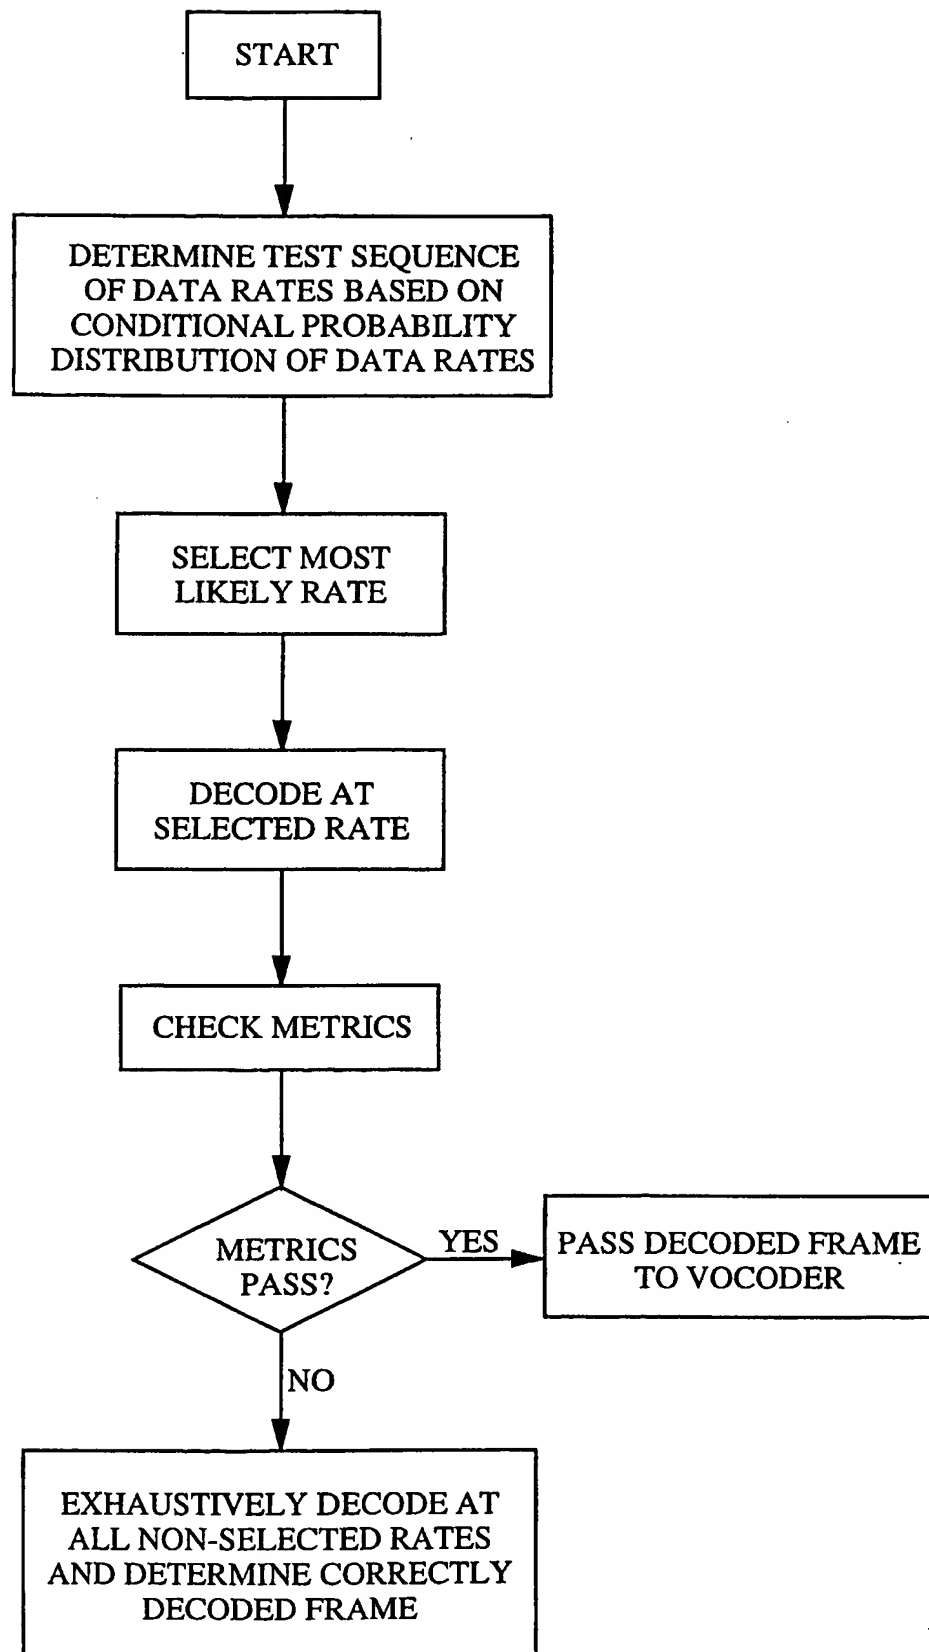 START
DETERMINE TEST SEQUENCE
OF DATA RATES BASED ON
CONDITIONAL PROBABILITY
DISTRIBUTION OF DATA RATES
SELECT MOST
LIKELY RATE
DECODE AT
SELECTED RATE
CHECK METRICS
METRICS
PASS?
YES
PASS DECODED FRAME
TO VOCODER
NO
EXHAUSTIVELY DECODE AT
ALL NON-SELECTED RATES
AND DETERMINE CORRECTLY
DECODED FRAME